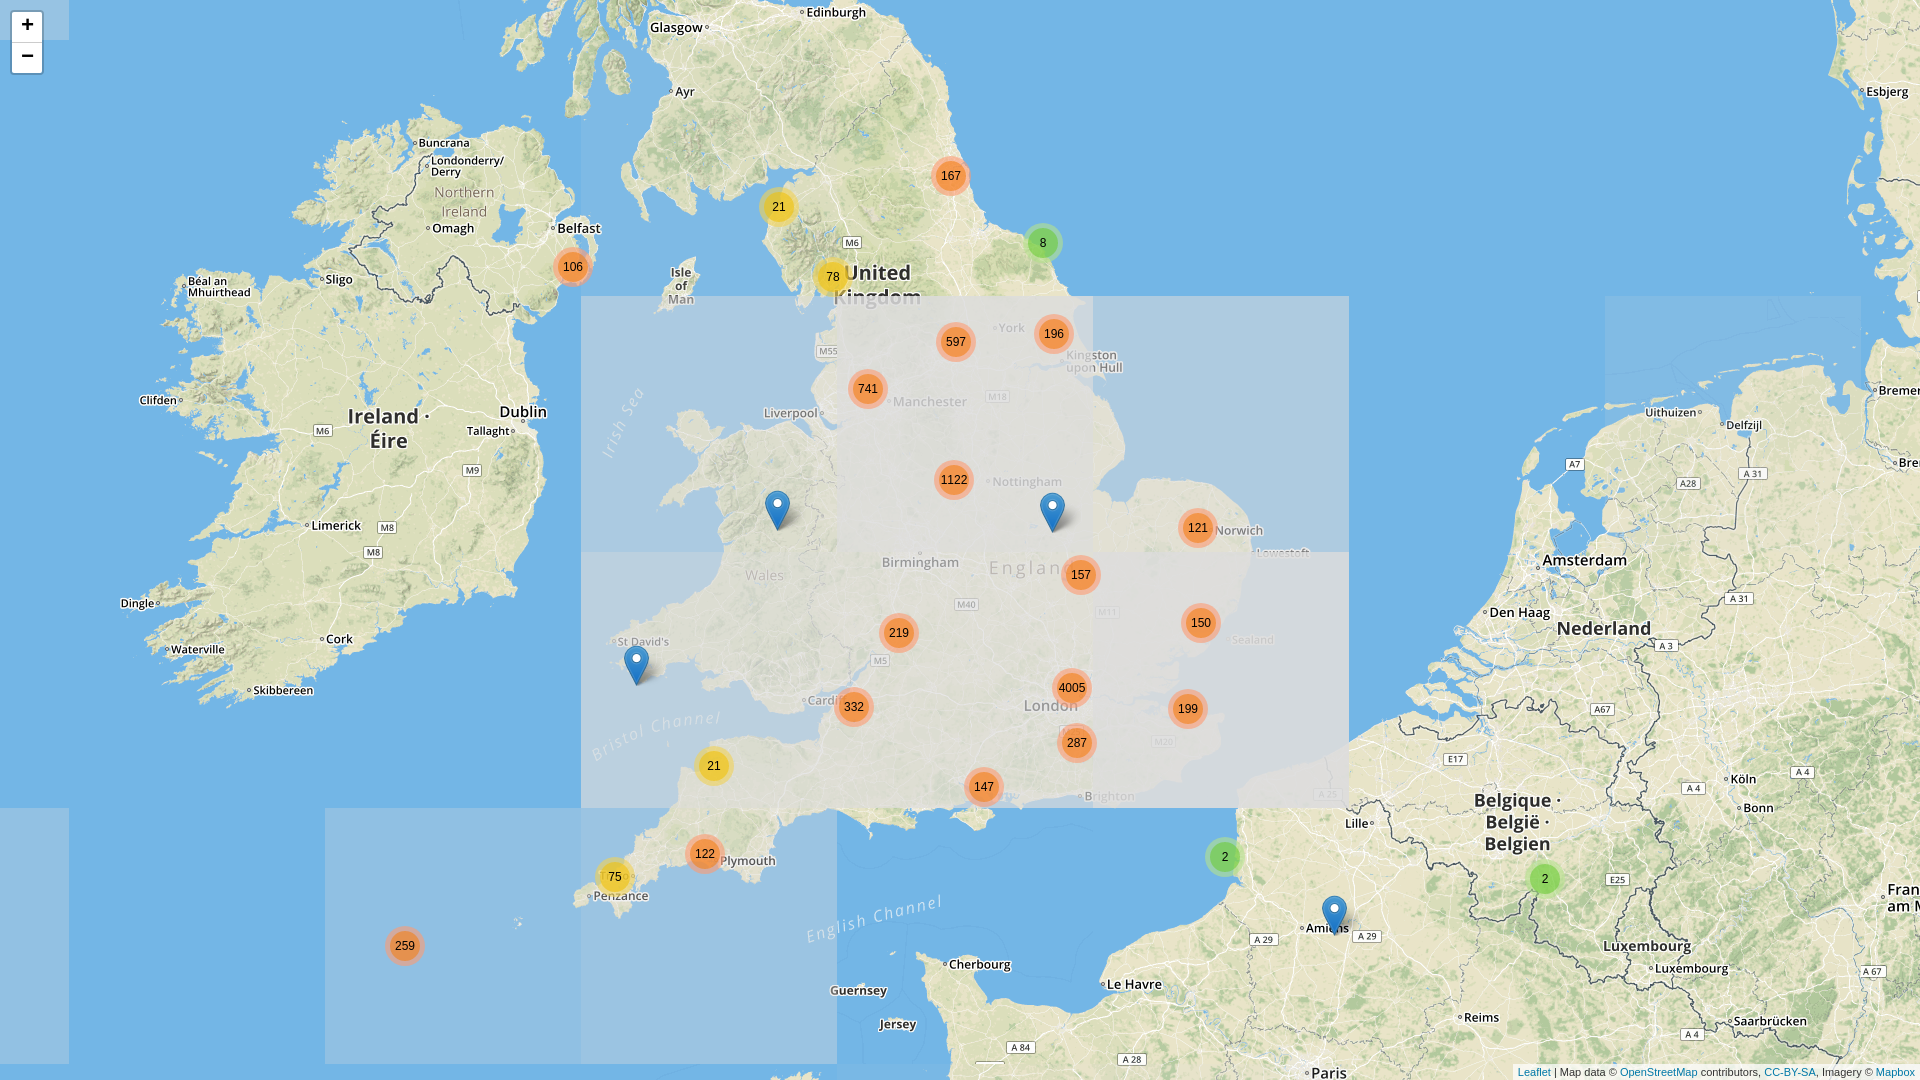 +
−
Glasgow
Edinburgh
Ayr
Esbjerg
Buncrana
Londonderry/
Derry
Northern
Ireland
Omagh
Belfast
106
Béal an
Mhuirthead
Sligo
Isle
of
Man
167
21
M6
8
78
United
Kingdom
Clifden
Ireland ·
Éire
M6
Dublin
Tallaght
M9
Limerick
M8
M8
Dingle
Waterville
Cork
Skibbereen
Irish Sea
M55
597
York
196
Kingston
upon Hull
741
Manchester
M18
Liverpool
1122
Nottingham
121
Norwich
Lowestoft
Birmingham
Wales
Englan
157
M40
M11
219
150
Sealand
St David's
M5
4005
London
Cardi
332
199
287
M20
Bristol Channel
21
147
Brighton
A 26
122
Plymouth
75
Penzance
259
English Channel
Guernsey
Jersey
Cherbourg
Le Havre
A 84
A 28
Paris
2
A 29
Amiens
A 29
Lille
Reims
Uithuizen
Delfzijl
A7
A28
A 31
Bremer
Bre
Amsterdam
Den Haag
Nederland
A 31
A 3
A67
E17
Köln
A 4
A 4
Bonn
Belgique ·
België ·
Belgien
2
E25
Luxembourg
Luxembourg
Fran
am M
A 67
Saarbrücken
A 4
Leaflet | Map data © OpenStreetMap contributors, CC-BY-SA, Imagery © Mapbox